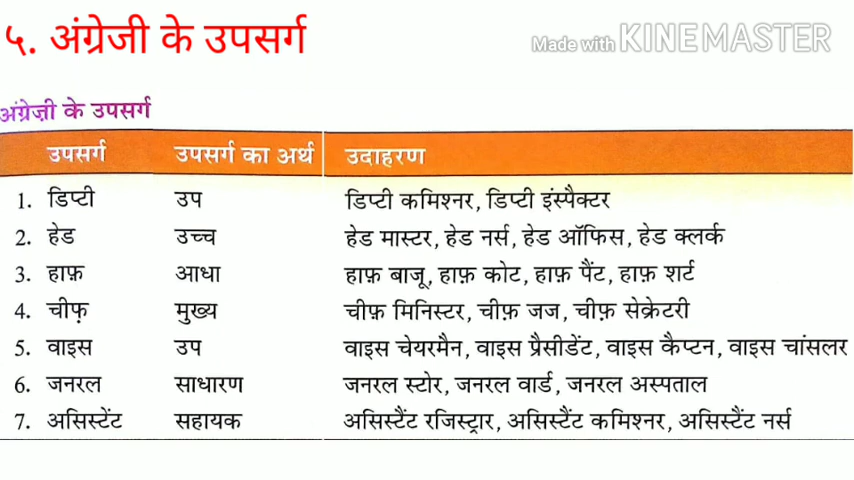 ५. अंग्रेजी के उपसर्ग
Made with KINEMASTER
अंग्रेज़ी के उपसर्ग
उपसर्ग उपसर्ग का अर्थ उदाहरण
1. डिप्टी उप डिप्टी कमिश्नर, डिप्टी इंस्पैक्टर
2. हेड उच्च हेड मास्टर, हेड नर्स, हेड ऑफिस, हेड क्लर्क
3. हाफ़ आधा हाफ़ बाजू, हाफ़ कोट, हाफ़ पैंट, हाफ़ शर्ट
4. चीफ़ मुख्य चीफ़ मिनिस्टर, चीफ़ जज, चीफ़ सेक्रेटरी
5. वाइस उप वाइस चेयरमैन, वाइस प्रैसीडेंट, वाइस कैप्टन, वाइस चांसलर
6. जनरल साधारण जनरल स्टोर, जनरल वार्ड, जनरल अस्पताल
7. असिस्टेंट सहायक असिस्टैंट रजिस्ट्रार, असिस्टैंट कमिश्नर, असिस्टैंट नर्स